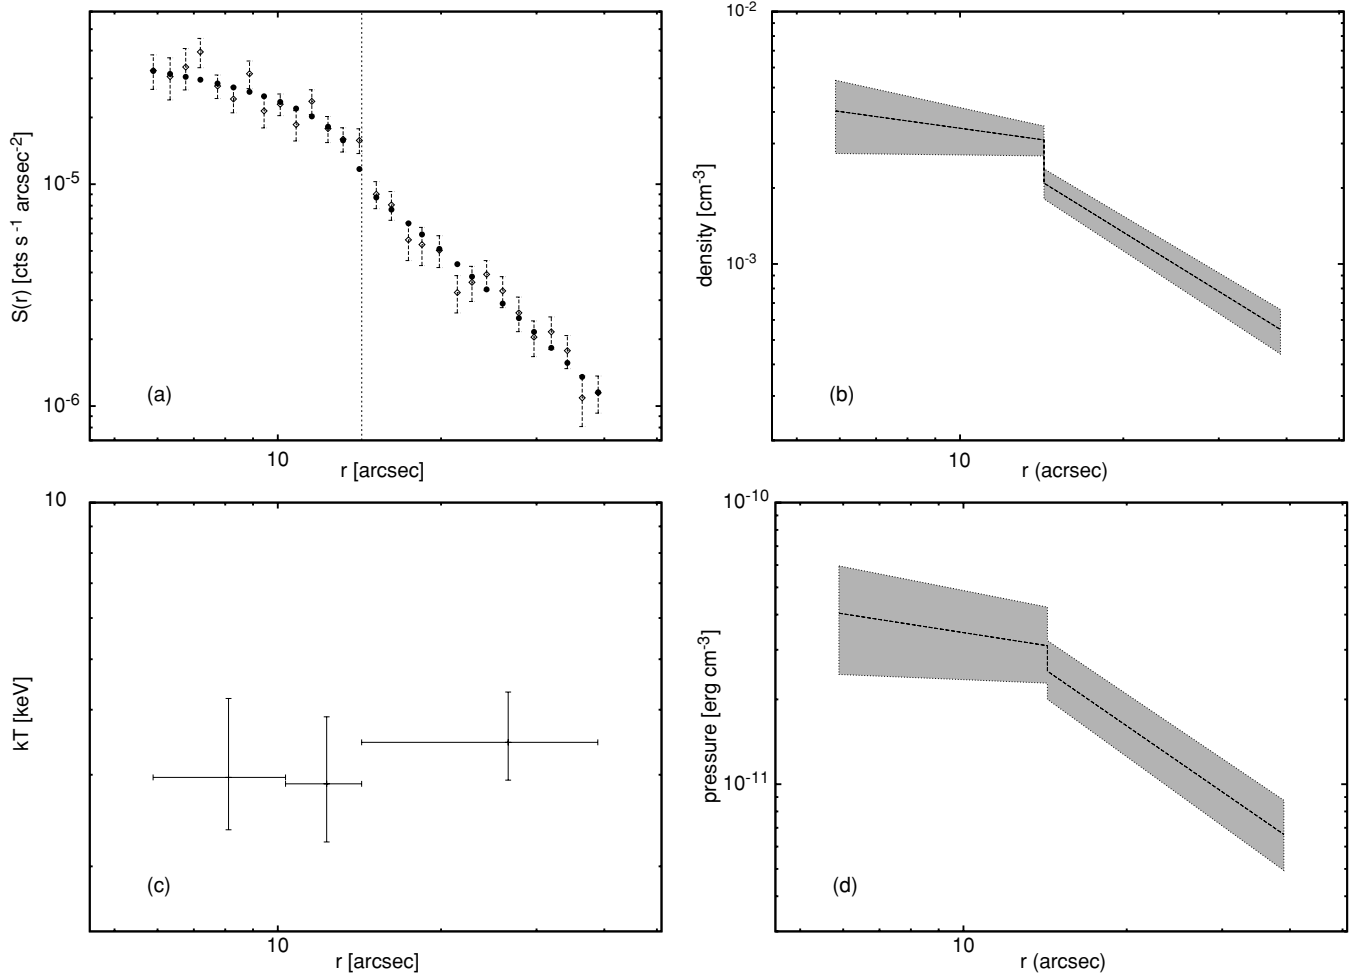 S(r) [cts s⁻¹ arcsec⁻²]
10⁻⁵
10⁻⁶
(a)
10
r [arcsec]
density [cm⁻³]
10⁻²
10⁻³
(b)
10
r (acrsec)
kT [keV]
10
(c)
10
r [arcsec]
pressure [erg cm⁻³]
10⁻¹⁰
10⁻¹¹
(d)
10
r (arcsec)